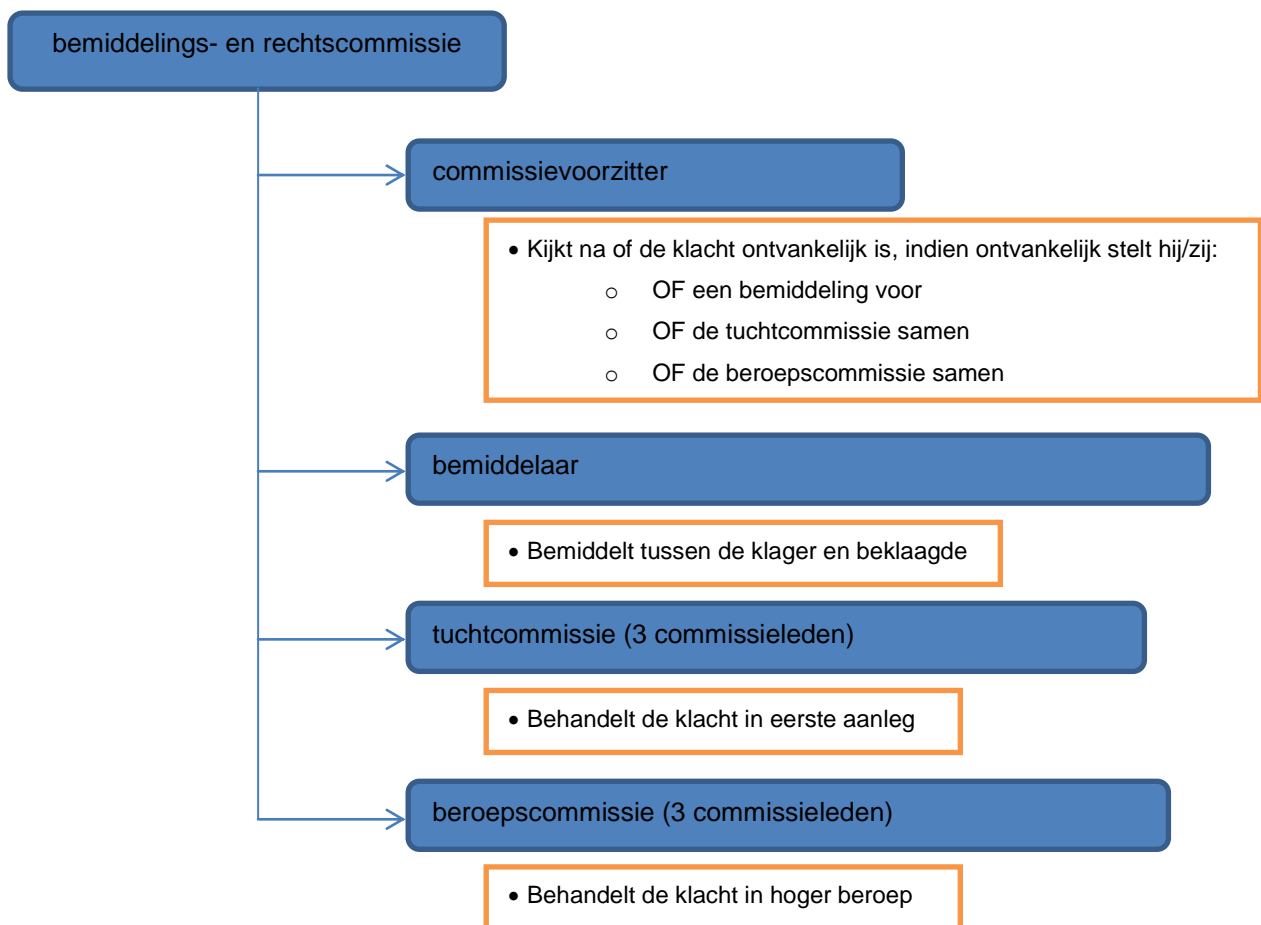 bemiddelings- en rechtscommissie
commissievoorzitter
• Kijkt na of de klacht ontvankelijk is, indien ontvankelijk stelt hij/zij:
o OF een bemiddeling voor
o OF de tuchtcommissie samen
o OF de beroepscommissie samen
bemiddelaar
• Bemiddelt tussen de klager en beklaagde
tuchtcommissie (3 commissieleden)
• Behandelt de klacht in eerste aanleg
beroepscommissie (3 commissieleden)
• Behandelt de klacht in hoger beroep